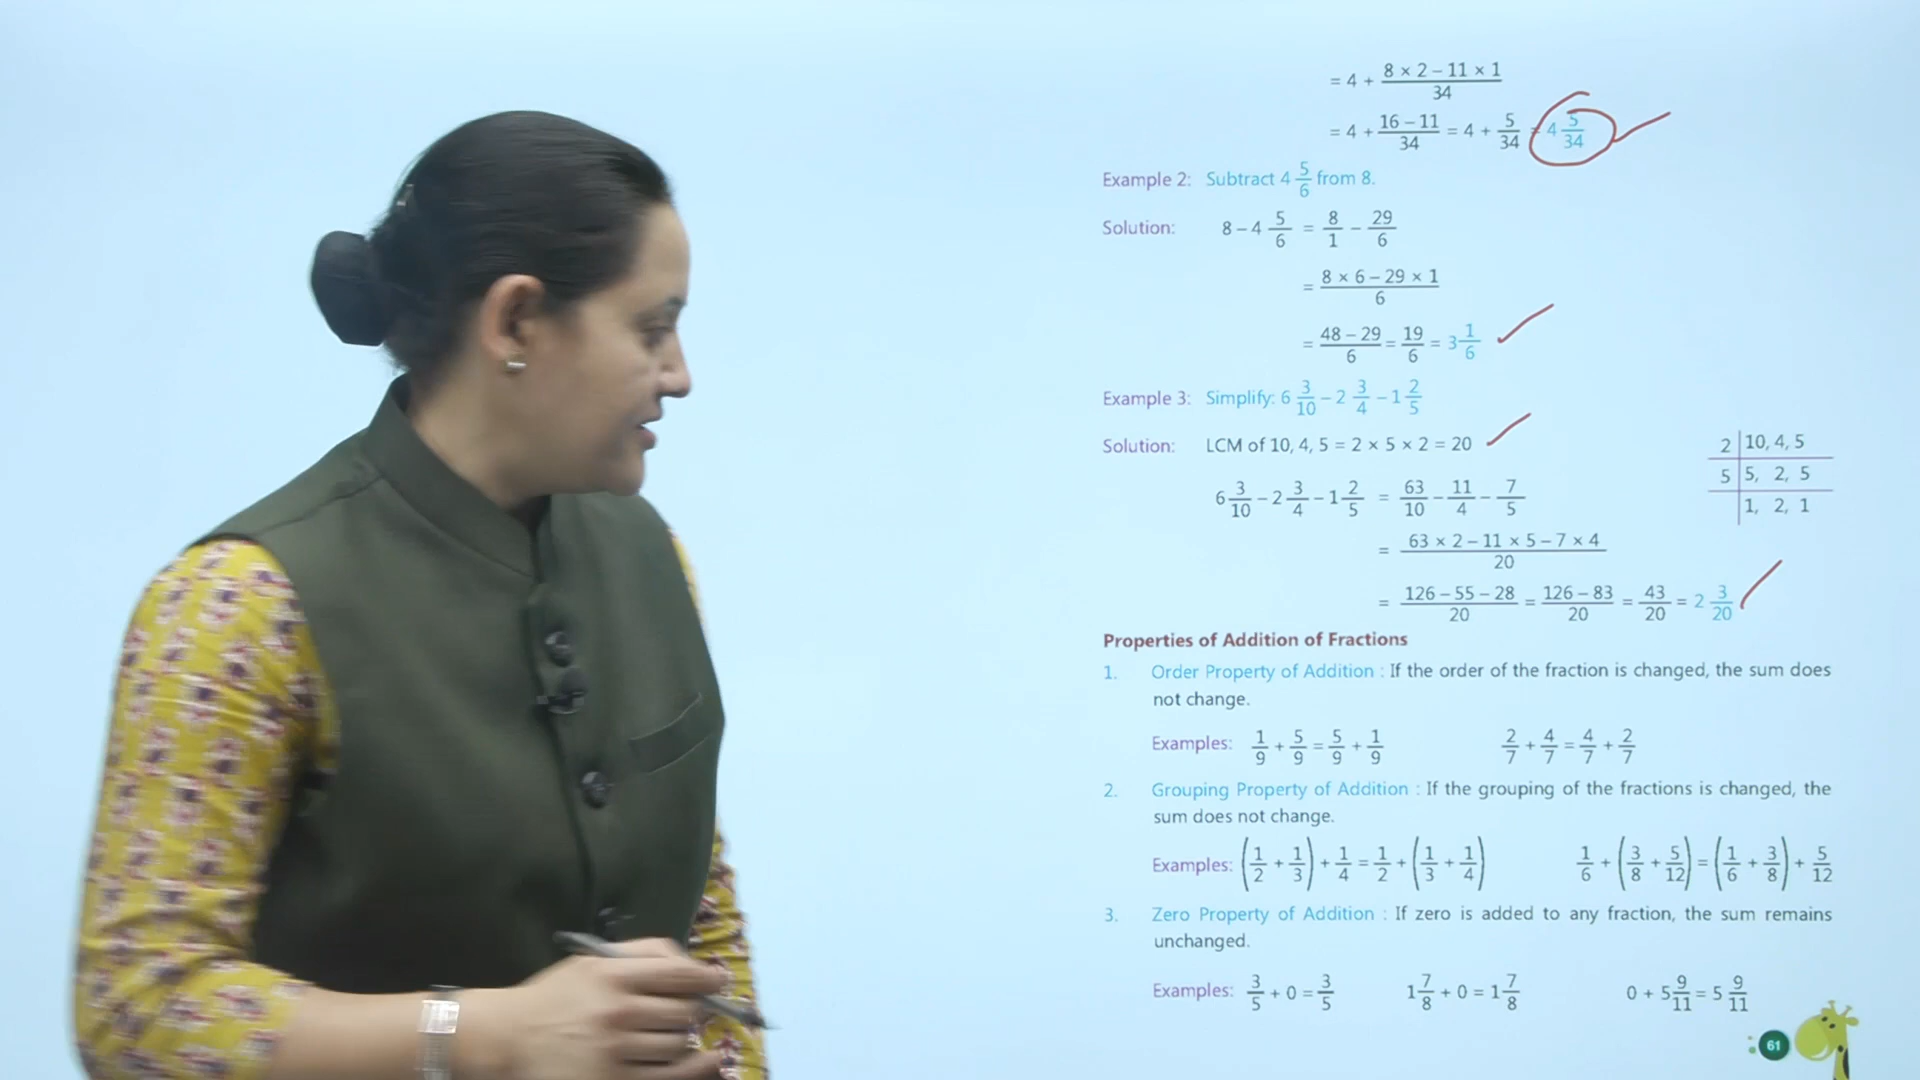 = 4 + (8 × 2 – 11 × 1)/34
= 4 + (16 – 11)/34 = 4 + 5/34 = 4 5/34
Example 2: Subtract 4 5/6 from 8.
Solution: 8 – 4 5/6 = 8/1 – 29/6
= (8 × 6 – 29 × 1)/6
= (48 – 29)/6 = 19/6 = 3 1/6
Example 3: Simplify: 6 3/10 – 2 3/4 – 1 2/5
Solution: LCM of 10, 4, 5 = 2 × 5 × 2 = 20
2 | 10, 4, 5
5 | 5, 2, 5
1, 2, 1
6 3/10 – 2 3/4 – 1 2/5 = 63/10 – 11/4 – 7/5
= (63 × 2 – 11 × 5 – 7 × 4)/20
= (126 – 55 – 28)/20 = (126 – 83)/20 = 43/20 = 2 3/20
Properties of Addition of Fractions
1. Order Property of Addition : If the order of the fraction is changed, the sum does
not change.
Examples: 1/9 + 5/9 = 5/9 + 1/9 2/7 + 4/7 = 4/7 + 2/7
2. Grouping Property of Addition : If the grouping of the fractions is changed, the
sum does not change.
Examples: (1/2 + 1/3) + 1/4 = 1/2 + (1/3 + 1/4) 1/6 + (3/8 + 5/12) = (1/6 + 3/8) + 5/12
3. Zero Property of Addition : If zero is added to any fraction, the sum remains
unchanged.
Examples: 3/5 + 0 = 3/5 1 7/8 + 0 = 1 7/8 0 + 5 9/11 = 5 9/11
61